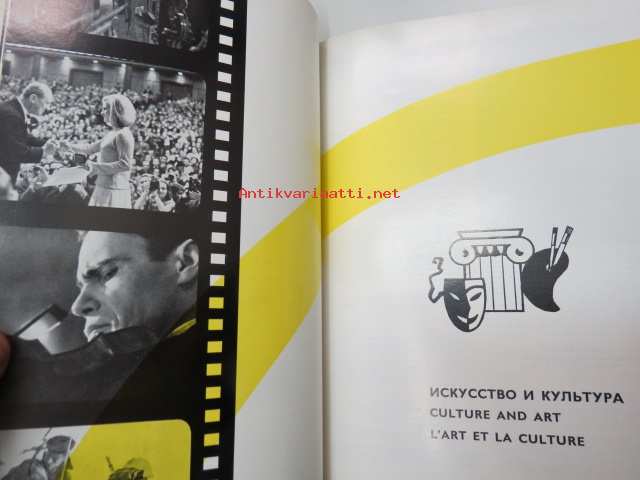 Antikvariaatti.net
ИСКУССТВО И КУЛЬТУРА
CULTURE AND ART
L'ART ET LA CULTURE